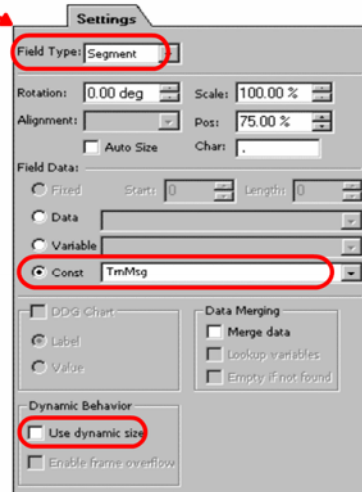 Settings
Field Type: Segment
Rotation: 0.00 deg Scale: 100.00 %
Alignment: Pos: 75.00 %
Auto Size Char: .
Field Data:
Fixed Start: 0 Length: 0
Data
Variable
Const TrnMsg
DOG Chart Data Merging
Merge data
Label Lookup variables
Value Empty if not found
Dynamic Behavior
Use dynamic size
Enable frame overflow